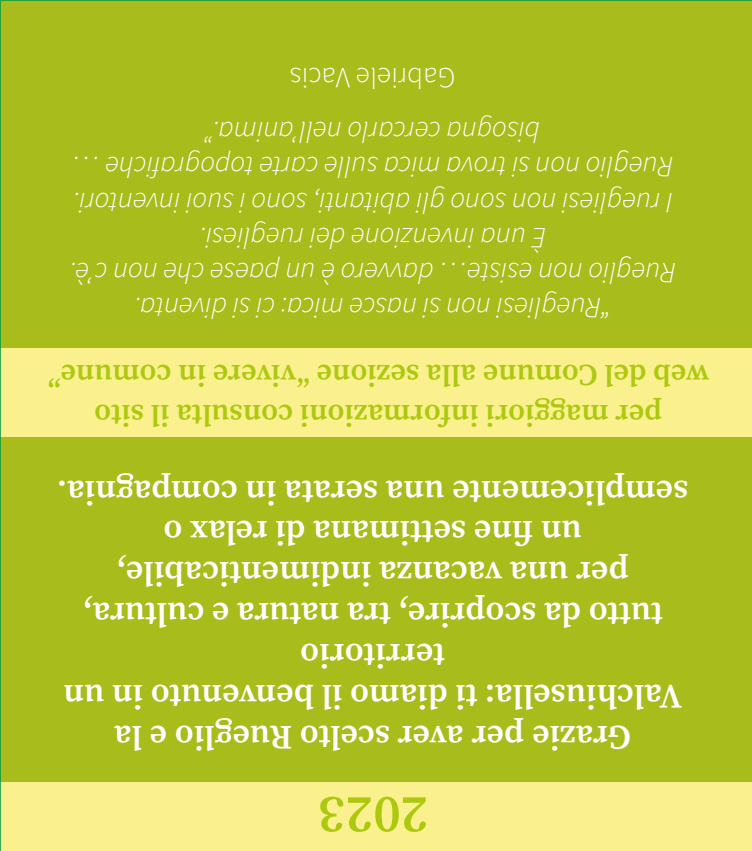 2023
Grazie per aver scelto Rueglio e la
Valchiusella: ti diamo il benvenuto in un
territorio
tutto da scoprire, tra natura e cultura,
per una vacanza indimenticabile,
un fine settimana di relax o
semplicemente una serata in compagnia.
per maggiori informazioni consulta il sito
web del Comune alla sezione “vivere in comune”
“Ruegliesi non si nasce mica: ci si diventa.
Rueglio non esiste… davvero è un paese che non c’è.
È una invenzione dei ruegliesi.
I ruegliesi non sono gli abitanti, sono i suoi inventori.
Rueglio non si trova mica sulle carte topografiche …
bisogna cercarlo nell’anima.”
Gabriele Vacis